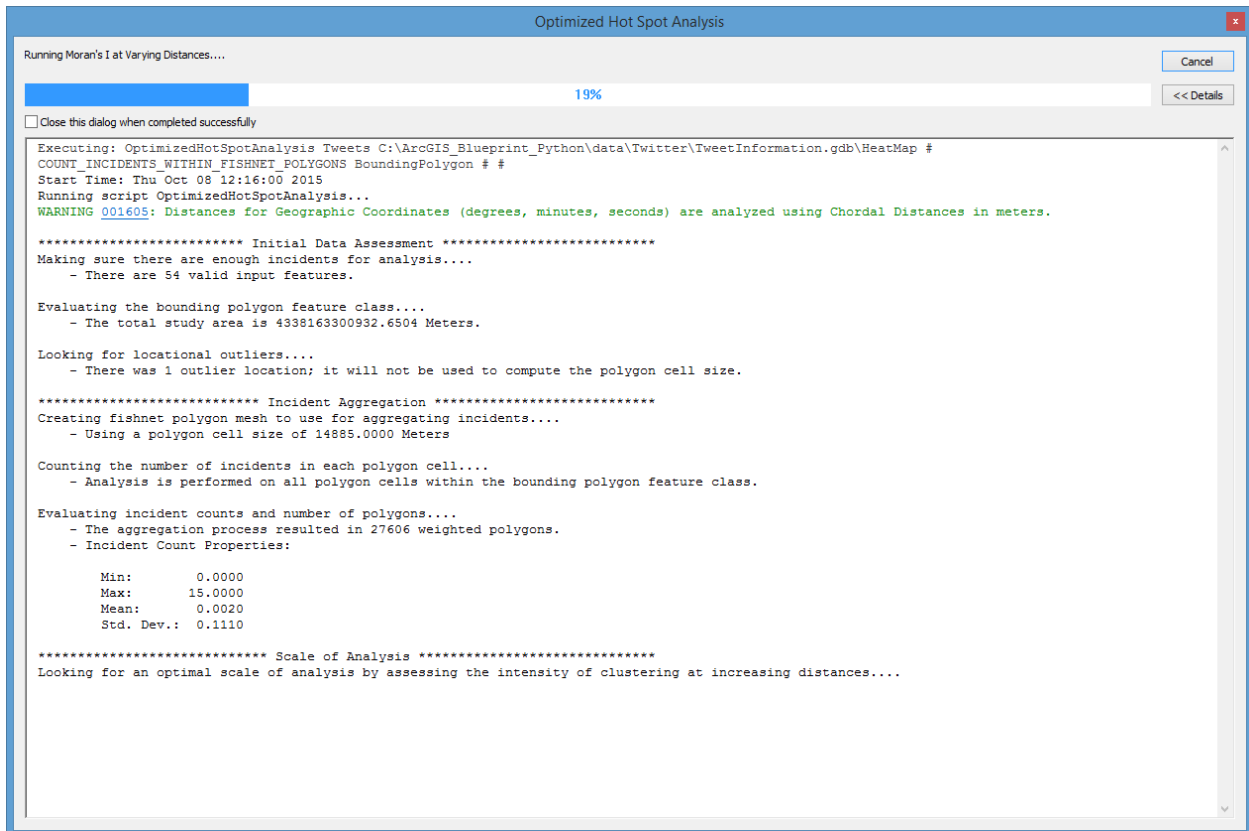 Optimized Hot Spot Analysis
x
Running Moran's I at Varying Distances....
Cancel
19%
<< Details
Close this dialog when completed successfully
Executing: OptimizedHotSpotAnalysis Tweets C:\ArcGIS_Blueprint_Python\data\Twitter\TweetInformation.gdb\HeatMap #
COUNT_INCIDENTS_WITHIN_FISHNET_POLYGONS BoundingPolygon # #
Start Time: Thu Oct 08 12:16:00 2015
Running script OptimizedHotSpotAnalysis...
WARNING 001605: Distances for Geographic Coordinates (degrees, minutes, seconds) are analyzed using Chordal Distances in meters.
************************** Initial Data Assessment ***************************
Making sure there are enough incidents for analysis....
- There are 54 valid input features.
Evaluating the bounding polygon feature class....
- The total study area is 4338163300932.6504 Meters.
Looking for locational outliers....
- There was 1 outlier location; it will not be used to compute the polygon cell size.
**************************** Incident Aggregation ****************************
Creating fishnet polygon mesh to use for aggregating incidents....
- Using a polygon cell size of 14885.0000 Meters
Counting the number of incidents in each polygon cell....
- Analysis is performed on all polygon cells within the bounding polygon feature class.
Evaluating incident counts and number of polygons....
- The aggregation process resulted in 27606 weighted polygons.
- Incident Count Properties:
Min: 0.0000
Max: 15.0000
Mean: 0.0020
Std. Dev.: 0.1110
***************************** Scale of Analysis ******************************
Looking for an optimal scale of analysis by assessing the intensity of clustering at increasing distances....